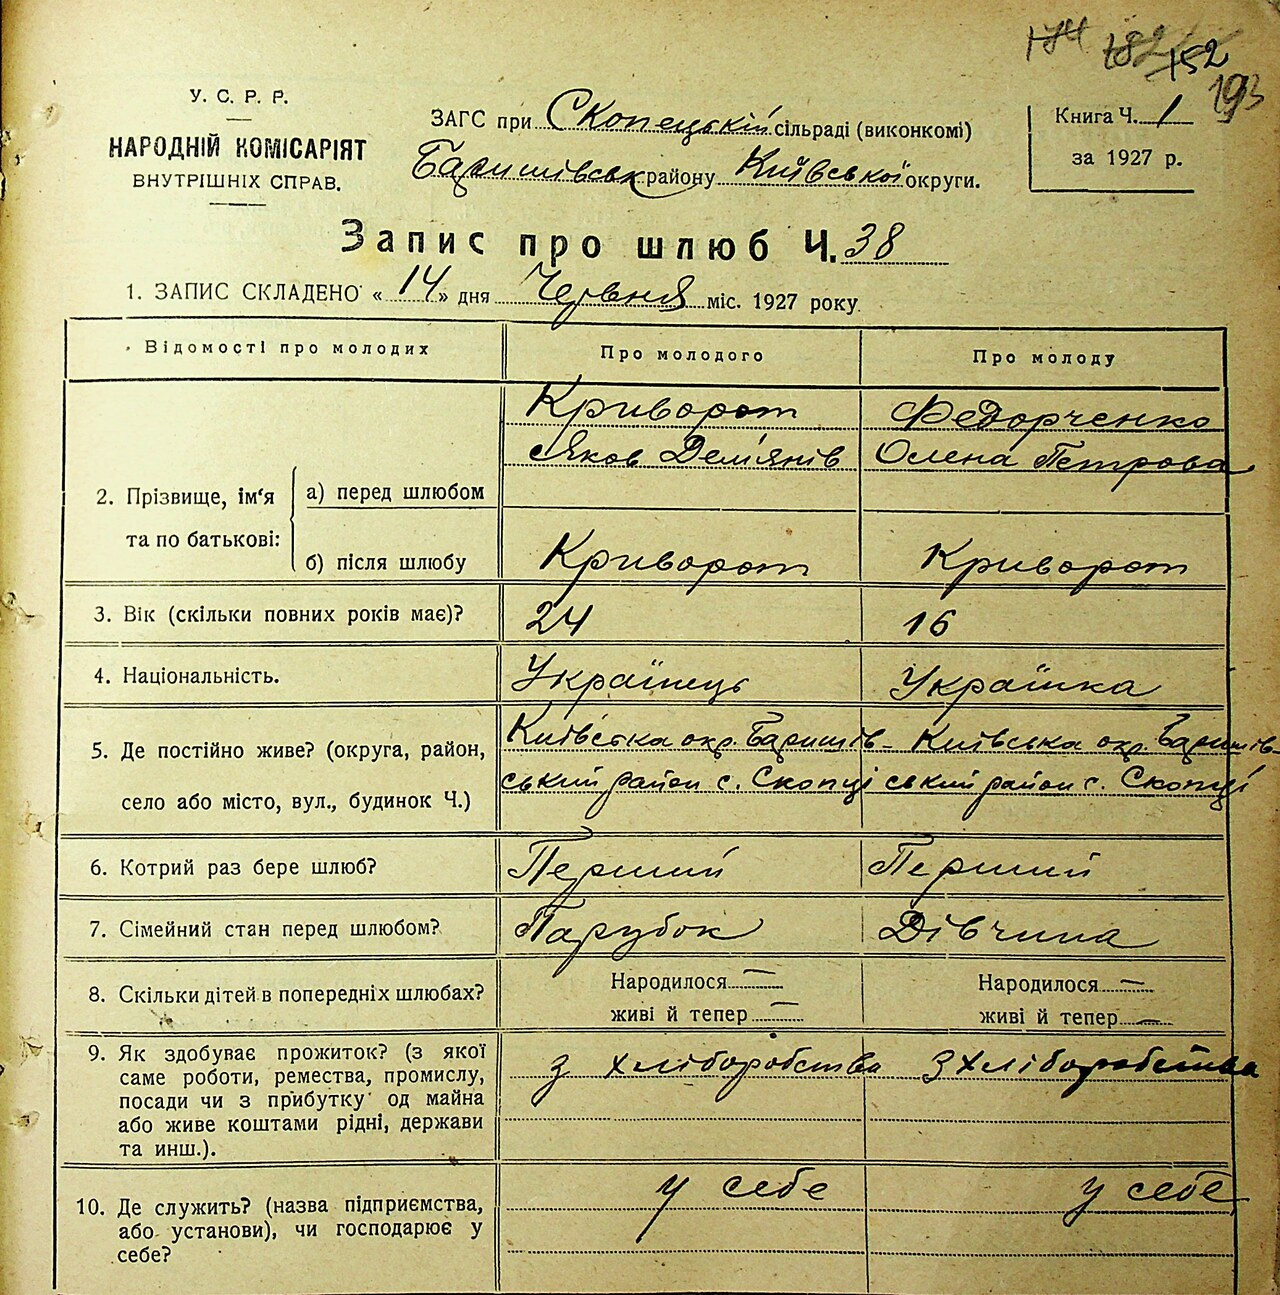 174 182 152
193
У. С. Р. Р.
НАРОДНІЙ КОМІСАРІЯТ
ВНУТРІШНІХ СПРАВ.
ЗАГС при Скопецькій сільраді (виконкомі)
Баришівськ району Київської округи.
Книга Ч. 1
за 1927 р.
Запис про шлюб Ч. 38
1. ЗАПИС СКЛАДЕНО « 14 » дня Червня міс. 1927 року.
Відомості про молодих Про молодого Про молоду
Криворот Федорченко
Яков Демянів Олена Петрова
2. Прізвище, ім'я та по батькові:
а) перед шлюбом
б) після шлюбу Криворот Криворот
3. Вік (скільки повних років має)? 24 16
4. Національність. Українець Українка
5. Де постійно живе? (округа, район, Київська окр. Баришів- Київська окр. Баришів-
село або місто, вул., будинок Ч.) ський район с. Скопці ський район с. Скопці
6. Котрий раз бере шлюб? Перший Перший
7. Сімейний стан перед шлюбом? Парубок Дівчина
8. Скільки дітей в попередніх шлюбах? Народилося — Народилося —
живі й тепер — живі й тепер —
9. Як здобуває прожиток? (з якої з хліборобства з хліборобства
саме роботи, ремества, промислу,
посади чи з прибутку од майна
або живе коштами рідні, держави
та инш.).
10. Де служить? (назва підприємства, у себе у себе
або установи), чи господарює у
себе?